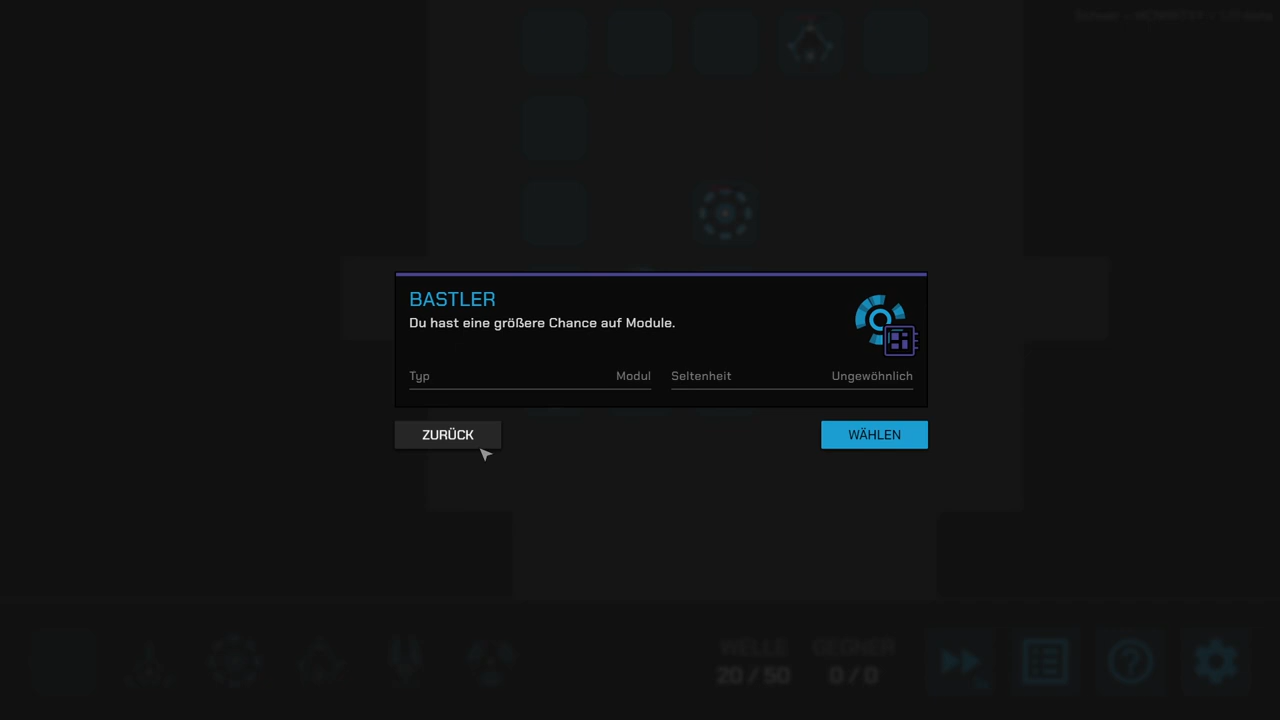 BASTLER
Du hast eine größere Chance auf Module.
Typ Modul Seltenheit Ungewöhnlich
ZURÜCK WÄHLEN
WELLE GEGNER
20 / 50 0 / 0